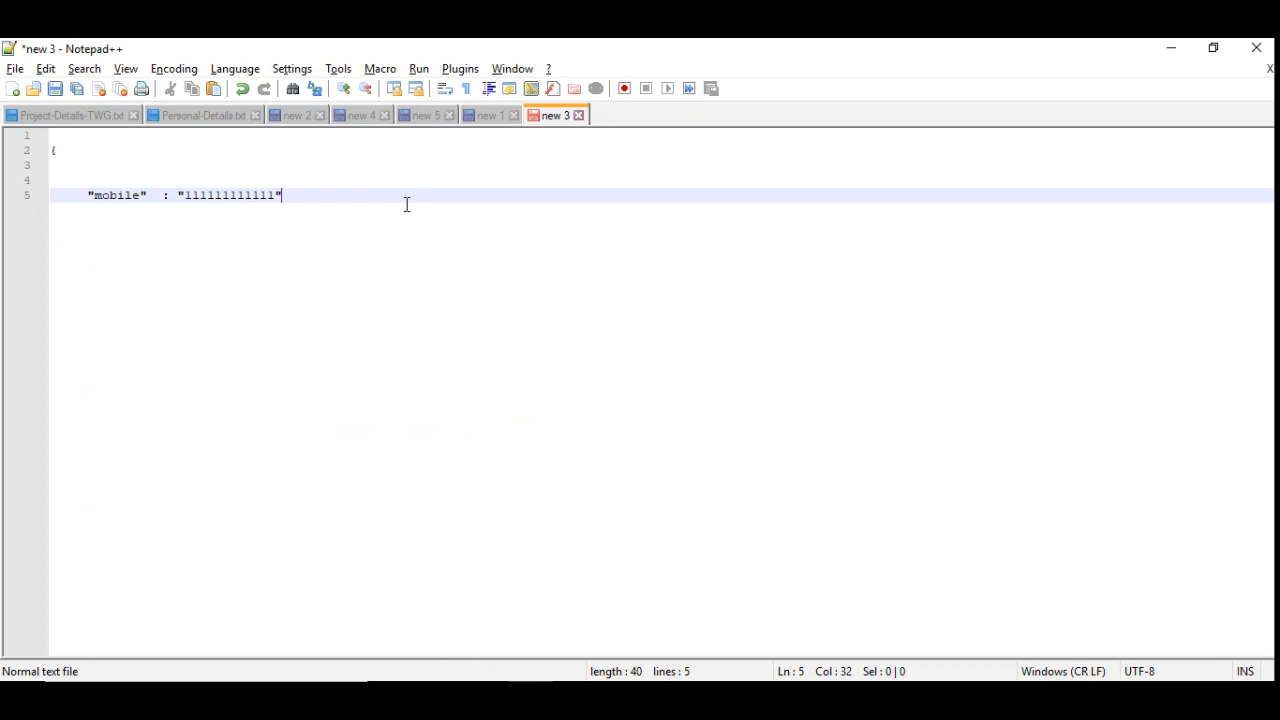 *new 3 - Notepad++
File Edit Search View Encoding Language Settings Tools Macro Run Plugins Window ? X
Project-Details-TWG.txt Personal-Details.txt new 2 new 4 new 5 new 1 new 3
1
2 {
3
4
5 "mobile" : "111111111111"
Normal text file length : 40 lines : 5 Ln : 5 Col : 32 Sel : 0 | 0 Windows (CR LF) UTF-8 INS